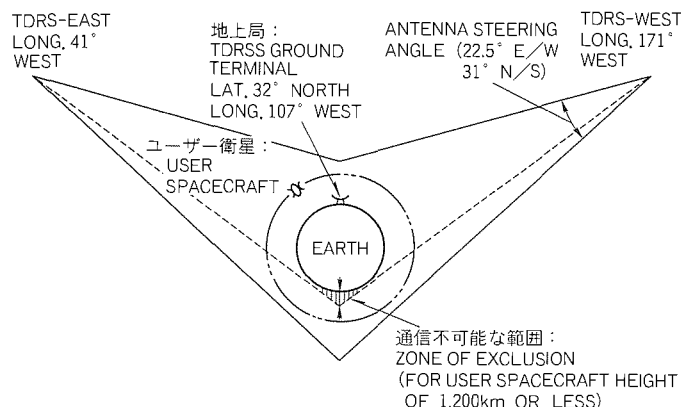 TDRS-EAST
LONG. 41°
WEST
地上局：
TDRSS GROUND
TERMINAL
LAT. 32° NORTH
LONG. 107° WEST
ANTENNA STEERING
ANGLE (22.5° E/W
31° N/S)
TDRS-WEST
LONG. 171°
WEST
ユーザー衛星：
USER
SPACECRAFT
EARTH
通信不可能な範囲：
ZONE OF EXCLUSION
(FOR USER SPACECRAFT HEIGHT
OF 1,200km OR LESS)